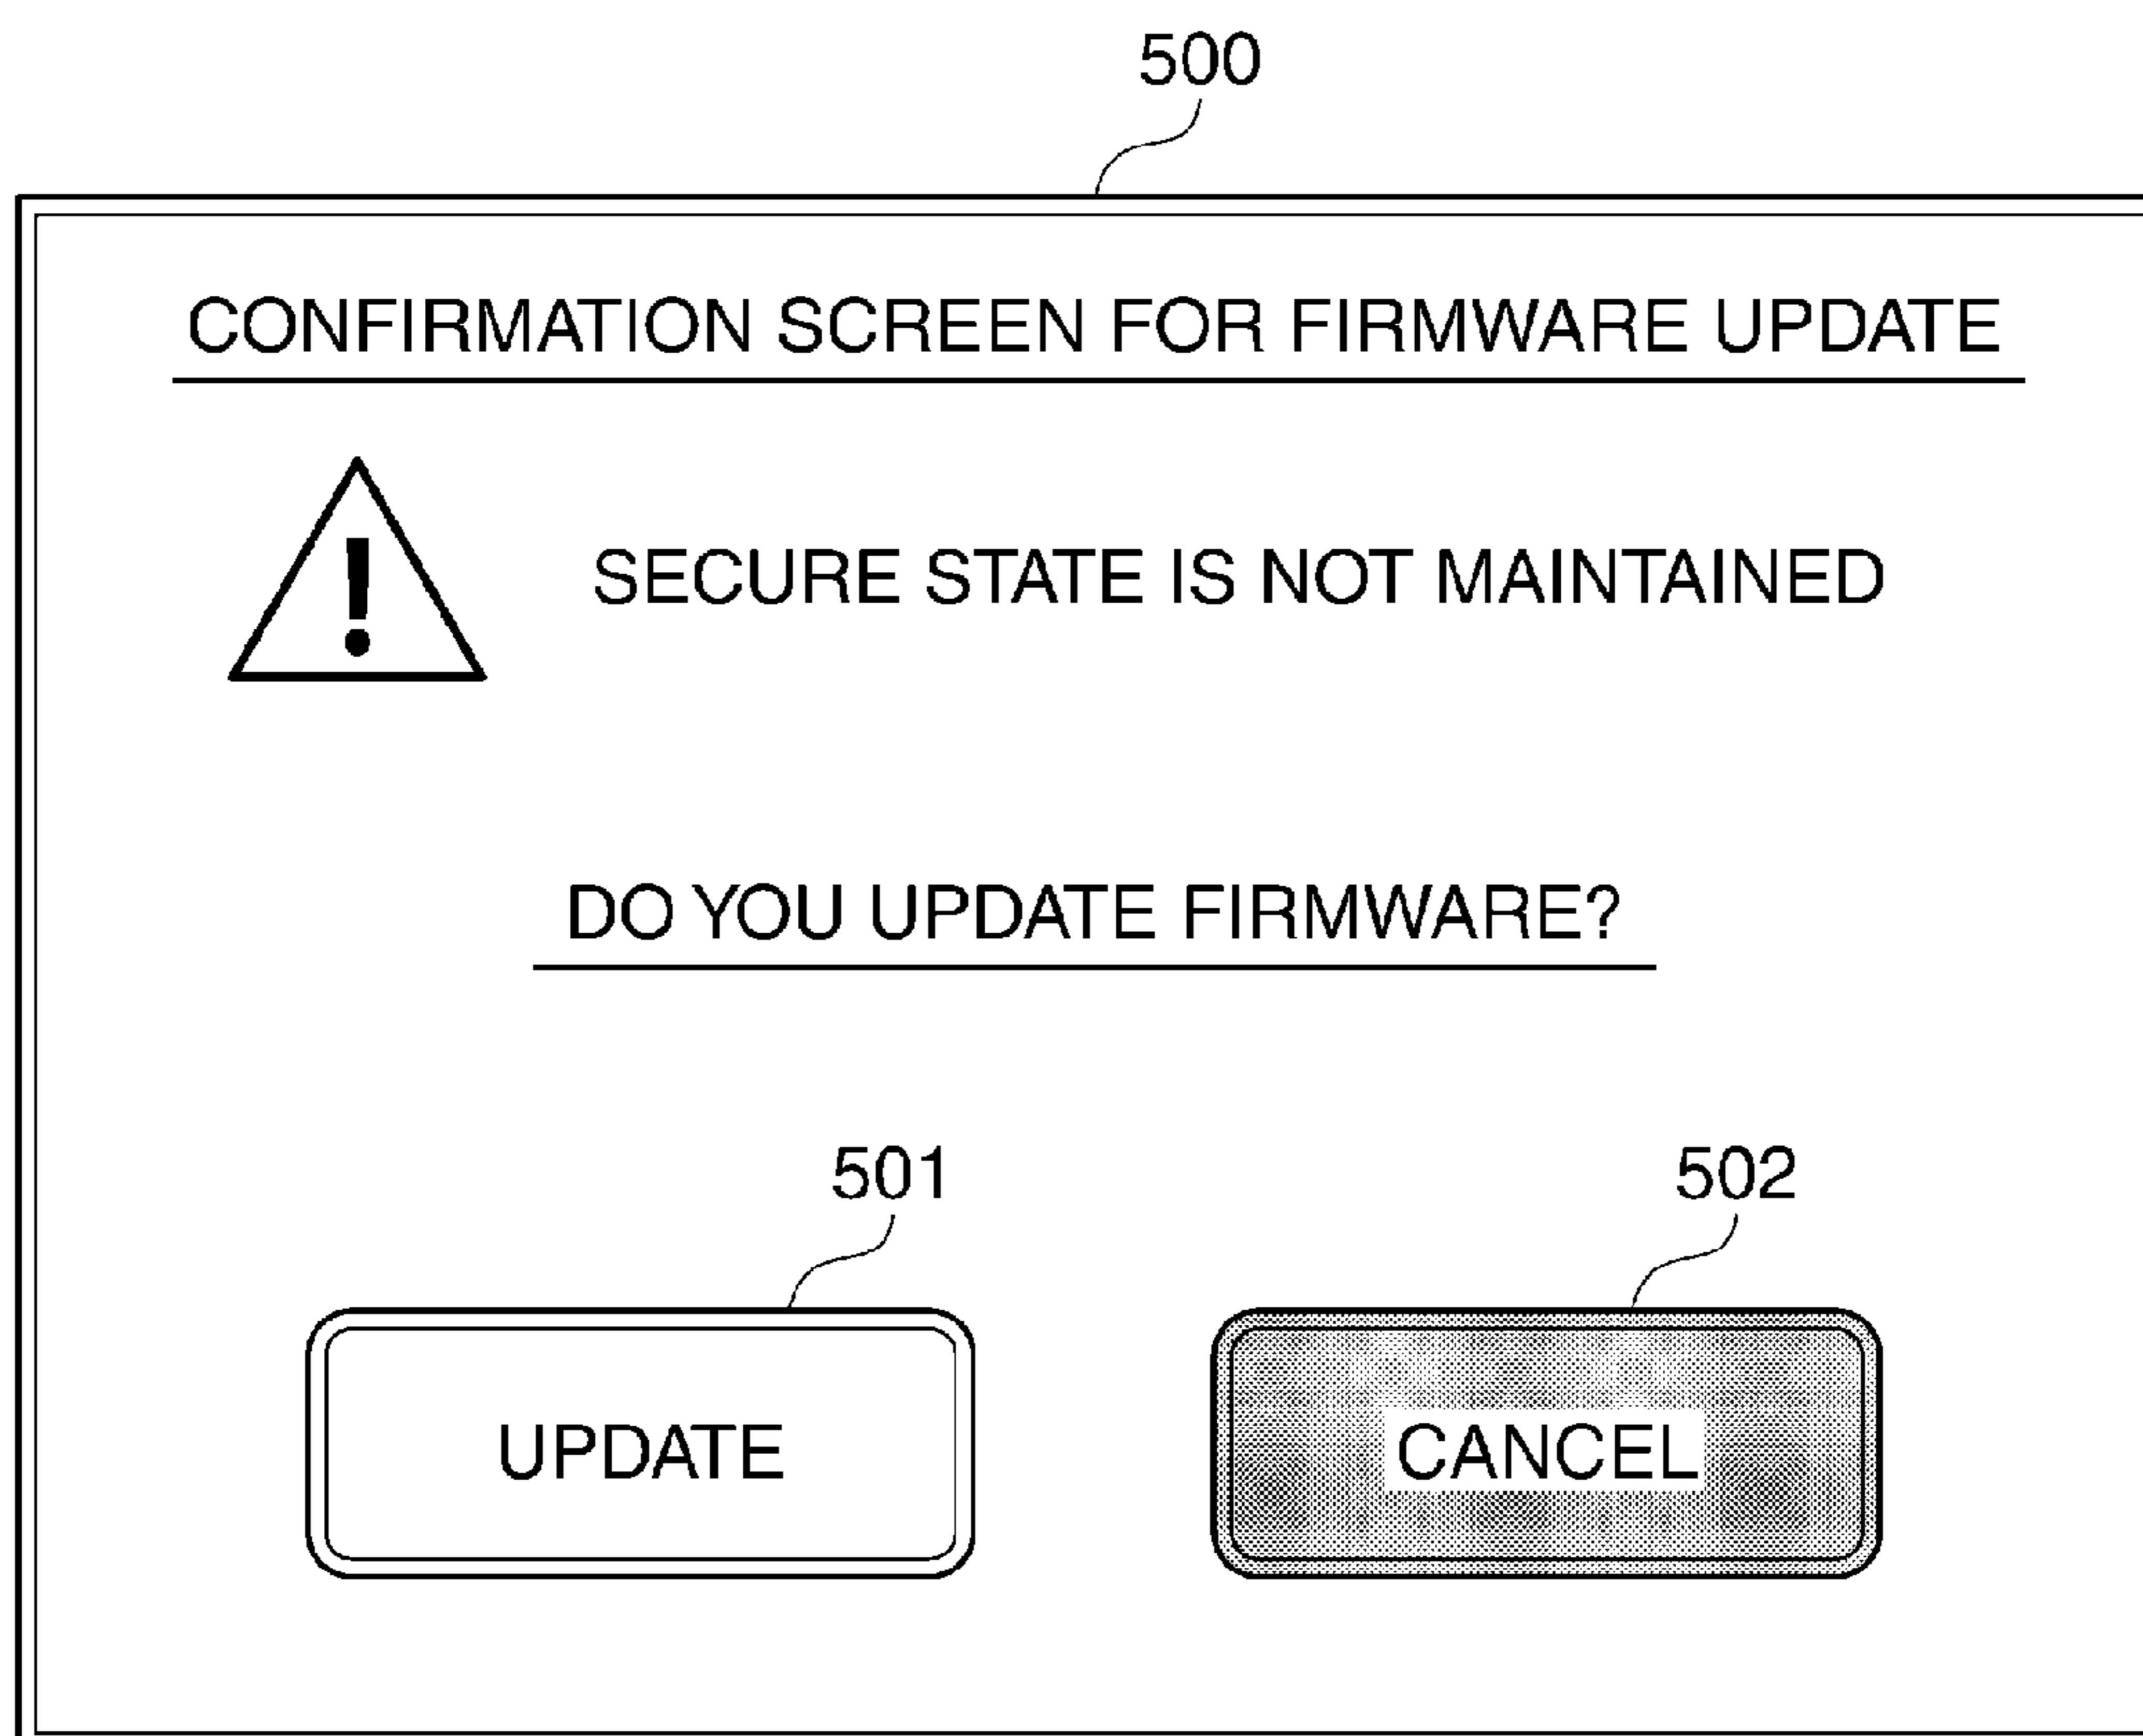 500
CONFIRMATION SCREEN FOR FIRMWARE UPDATE
!
SECURE STATE IS NOT MAINTAINED
DO YOU UPDATE FIRMWARE?
501
502
UPDATE
CANCEL